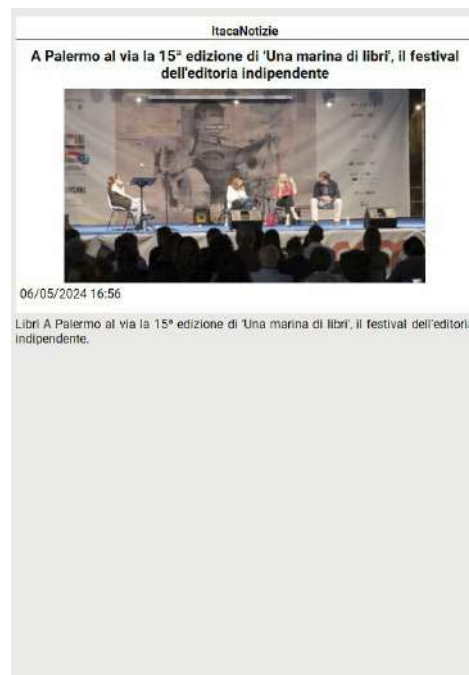 ItacaNotizie
A Palermo al via la 15ª edizione di 'Una marina di libri', il festival
dell'editoria indipendente
06/05/2024 16:56
Libri A Palermo al via la 15ª edizione di 'Una marina di libri', il festival dell'editoria
indipendente.